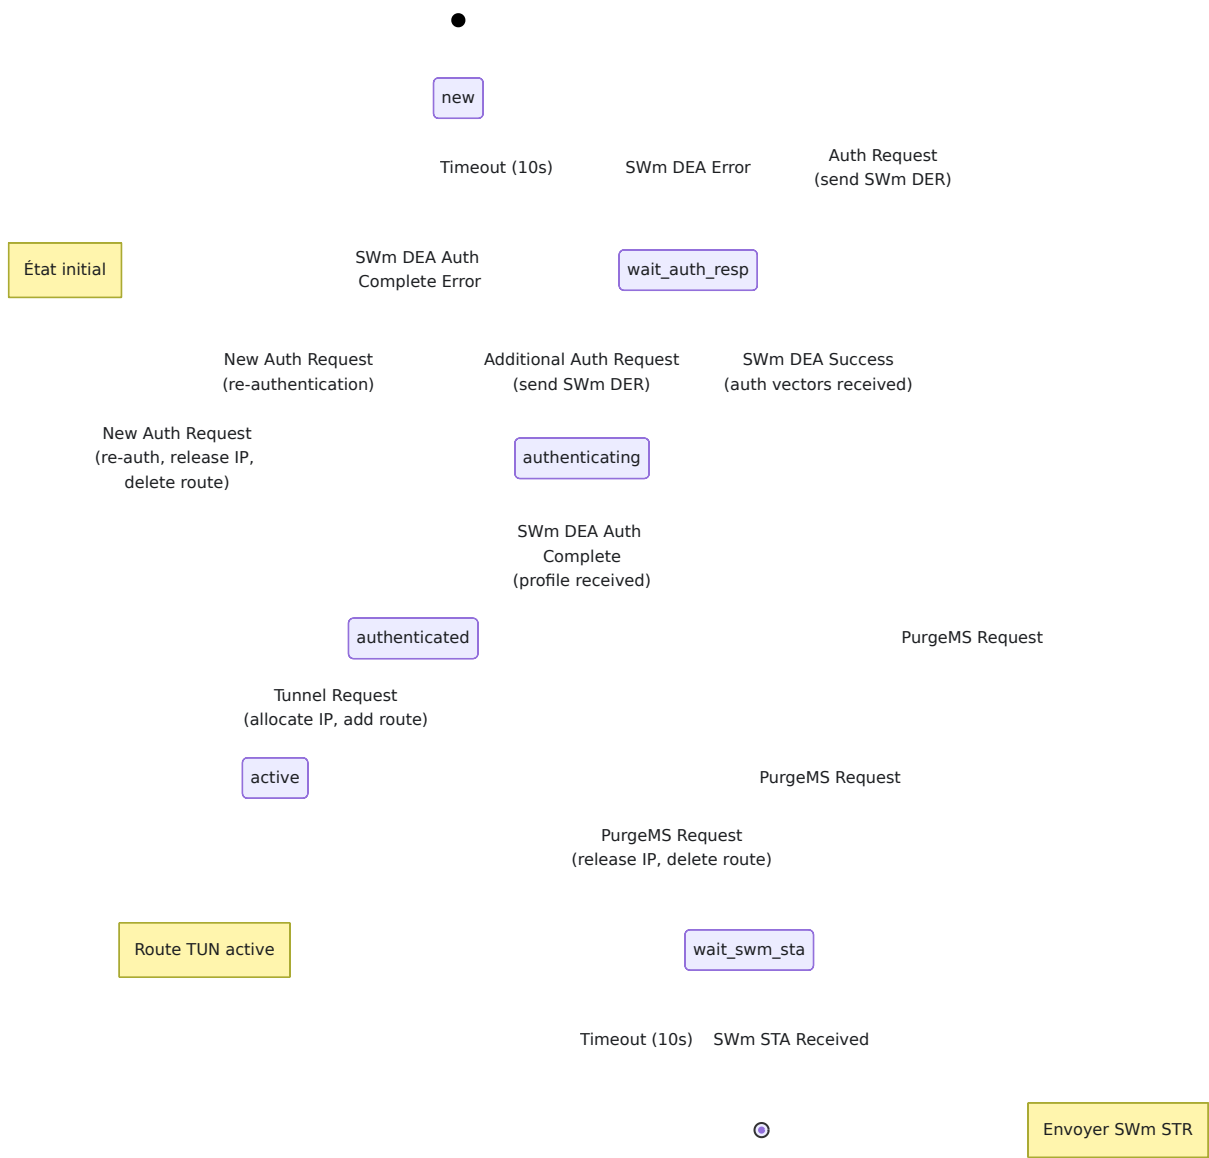 new
Timeout (10s)
SWm DEA Error
Auth Request
(send SWm DER)
État initial
SWm DEA Auth
Complete Error
wait_auth_resp
New Auth Request
(re-authentication)
Additional Auth Request
(send SWm DER)
SWm DEA Success
(auth vectors received)
New Auth Request
(re-auth, release IP,
delete route)
authenticating
SWm DEA Auth
Complete
(profile received)
authenticated
PurgeMS Request
Tunnel Request
(allocate IP, add route)
active
PurgeMS Request
PurgeMS Request
(release IP, delete route)
Route TUN active
wait_swm_sta
Timeout (10s)
SWm STA Received
Envoyer SWm STR